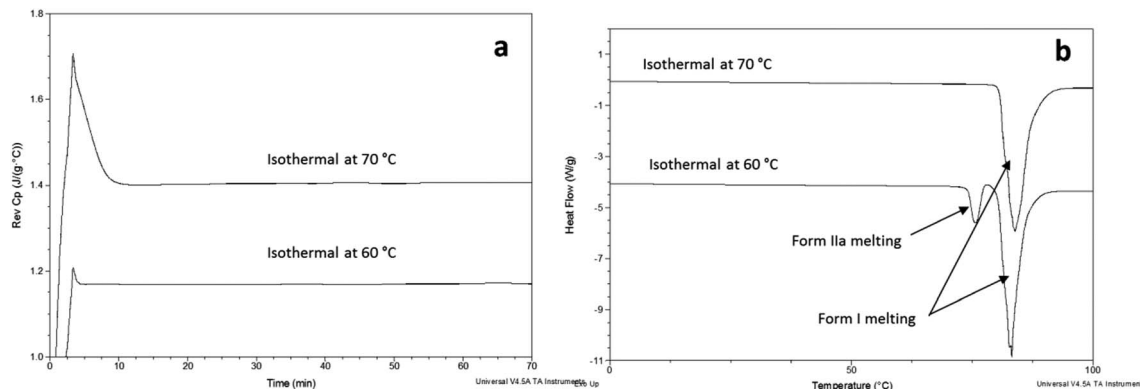 a
Rev Cp (J/(g·°C))
1.8
1.6
1.4
1.2
1.0
Isothermal at 70 °C
Isothermal at 60 °C
0
10
20
30
40
50
60
70
Time (min)
Universal V4.5A TA Instruments
b
Heat Flow (W/g)
1
-1
-3
-5
-7
-9
-11
Isothermal at 70 °C
Isothermal at 60 °C
Form IIa melting
Form I melting
Exo Up
0
50
100
Temperature (°C)
Universal V4.5A TA Instruments